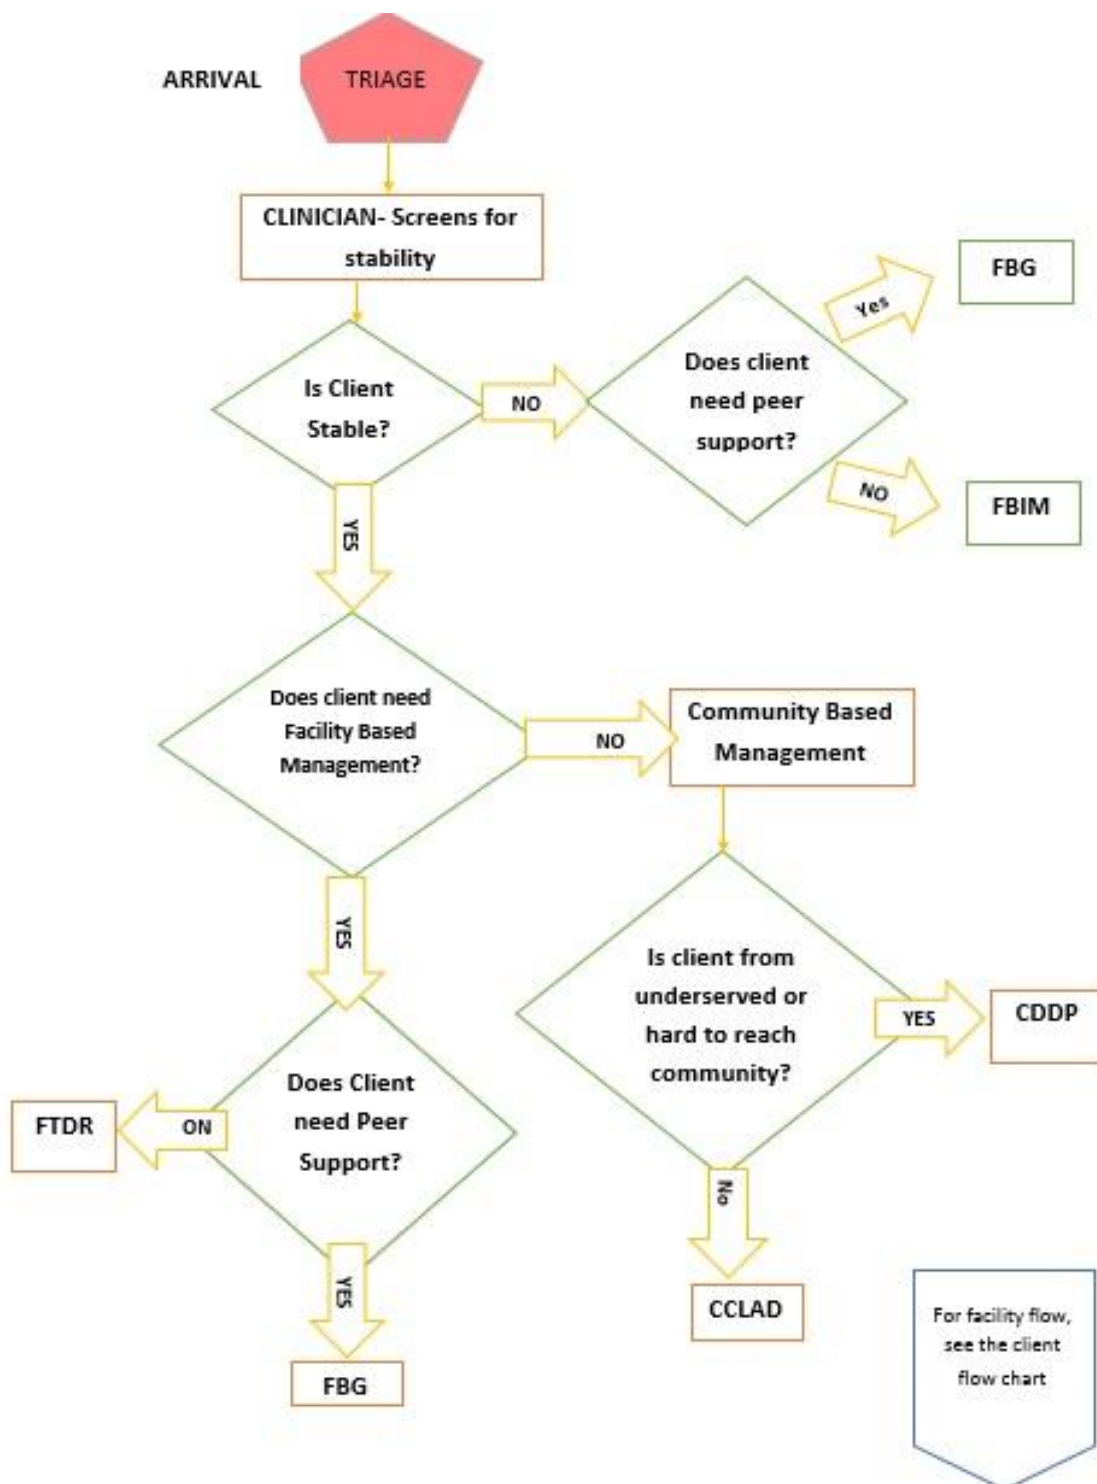 ARRIVAL
TRIAGE
CLINICIAN- Screens for
stability
Is Client
Stable?
NO
Does client
need peer
support?
Yes
FBG
NO
FBIM
YES
Does client need
Facility Based
Management?
NO
Community Based
Management
YES
Is client from
underserved or
hard to reach
community?
YES
CDDP
No
CCLAD
Does Client
need Peer
Support?
ON
FTDR
YES
FBG
For facility flow,
see the client
flow chart